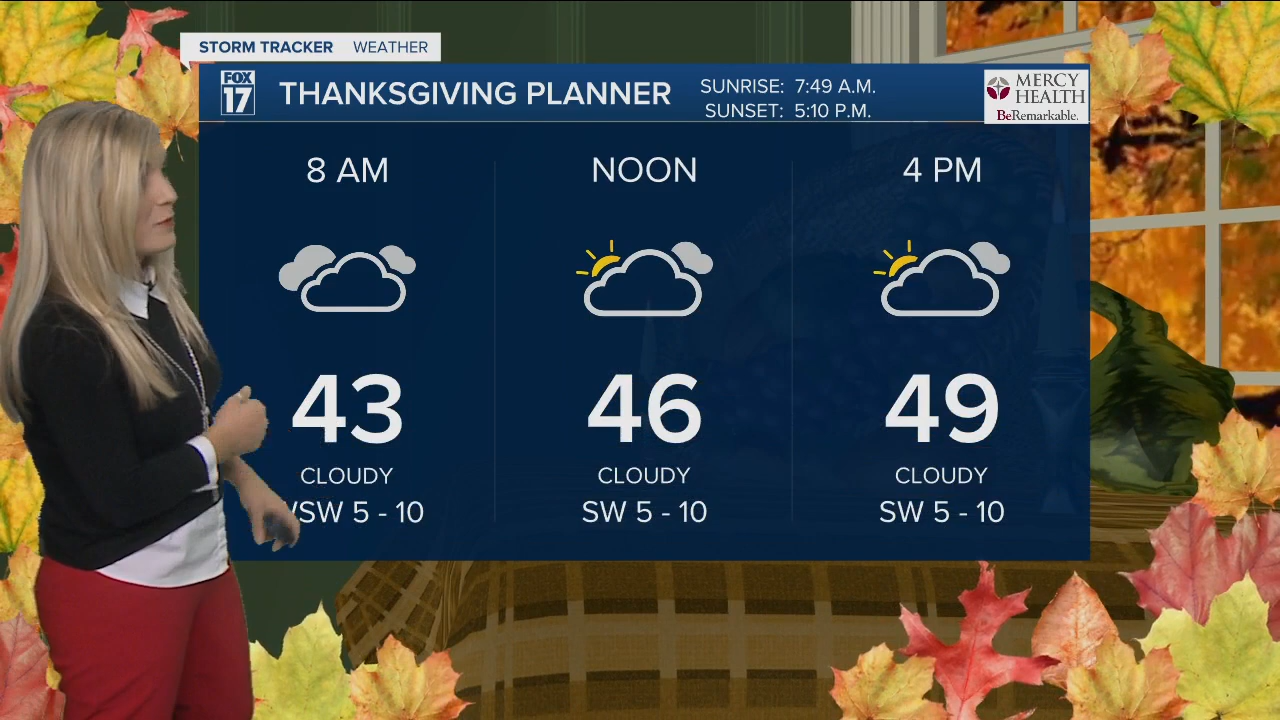 STORM TRACKER WEATHER
FOX 17
THANKSGIVING PLANNER
SUNRISE: 7:49 A.M.
SUNSET: 5:10 P.M.
MERCY
HEALTH
BeRemarkable.
8 AM
43
CLOUDY
SW 5 - 10
NOON
46
CLOUDY
SW 5 - 10
4 PM
49
CLOUDY
SW 5 - 10